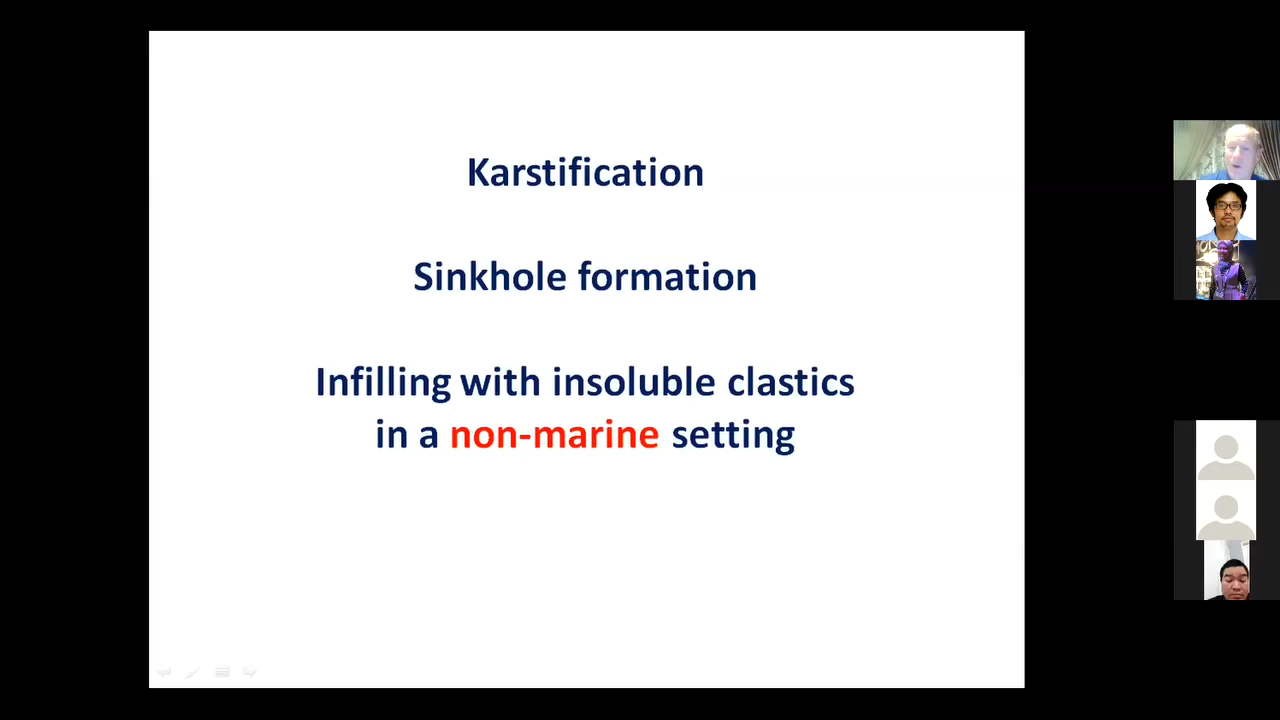 Karstification
Sinkhole formation
Infilling with insoluble clastics
in a non-marine setting